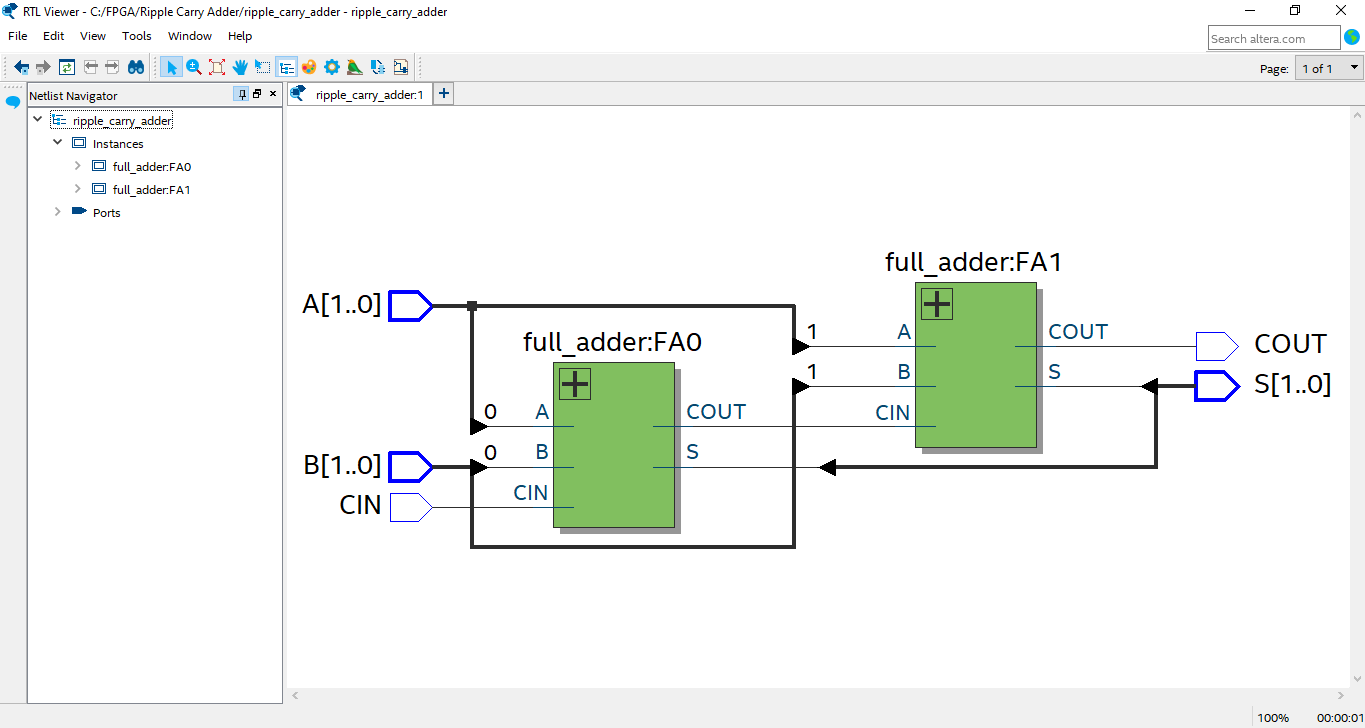 RTL Viewer - C:/FPGA/Ripple Carry Adder/ripple_carry_adder - ripple_carry_adder
File Edit View Tools Window Help
Search altera.com
Page: 1 of 1
Netlist Navigator
ripple_carry_adder:1
ripple_carry_adder
Instances
full_adder:FA0
full_adder:FA1
Ports
full_adder:FA1
A[1..0]
1 A COUT COUT
full_adder:FA0
1 B S S[1..0]
0 A COUT CIN
0 B S
B[1..0]
CIN CIN
100% 00:00:01